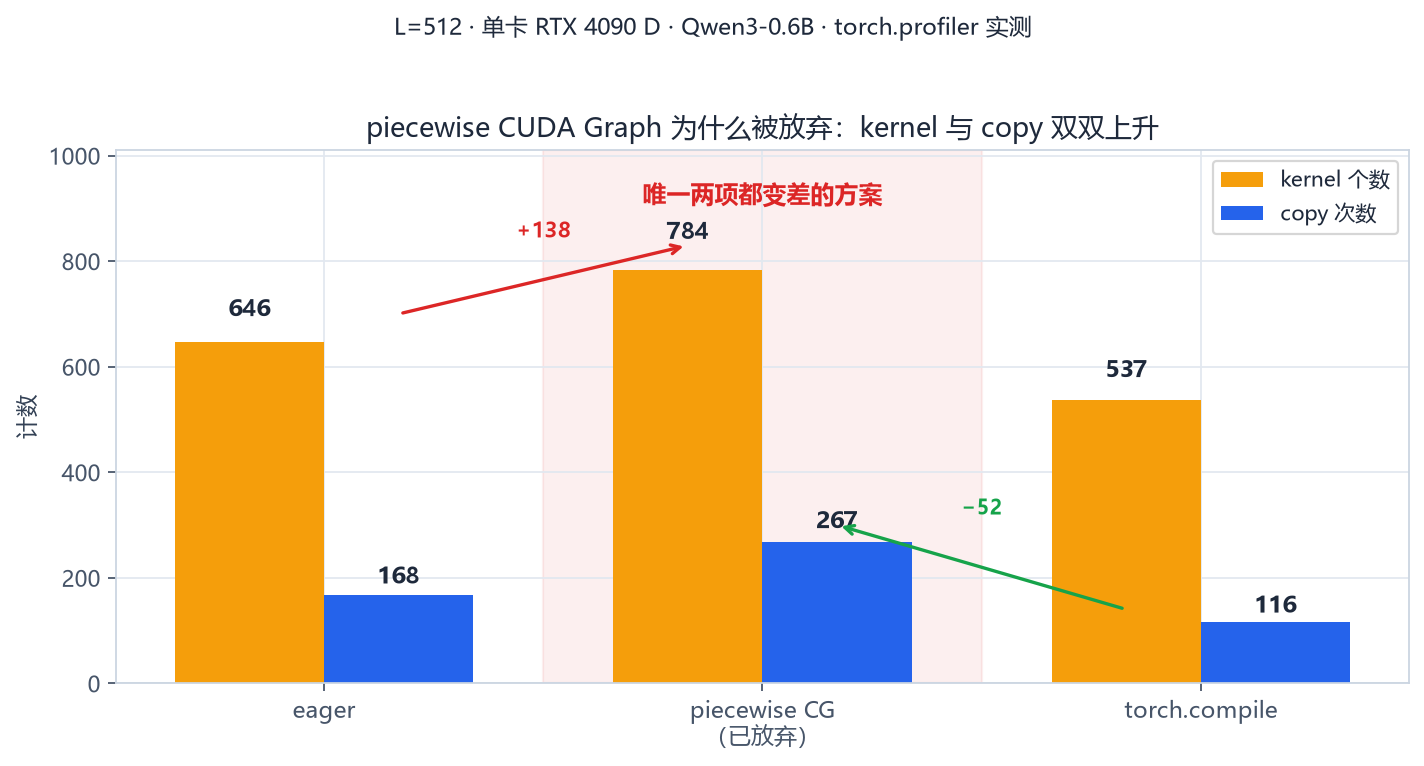 L=512 · 单卡 RTX 4090 D · Qwen3-0.6B · torch.profiler 实测
piecewise CUDA Graph 为什么被放弃：kernel 与 copy 双双上升
kernel 个数
copy 次数
唯一两项都变差的方案
+138
784
646
537
−52
267
168
116
计数
1000
800
600
400
200
0
eager
piecewise CG
（已放弃）
torch.compile